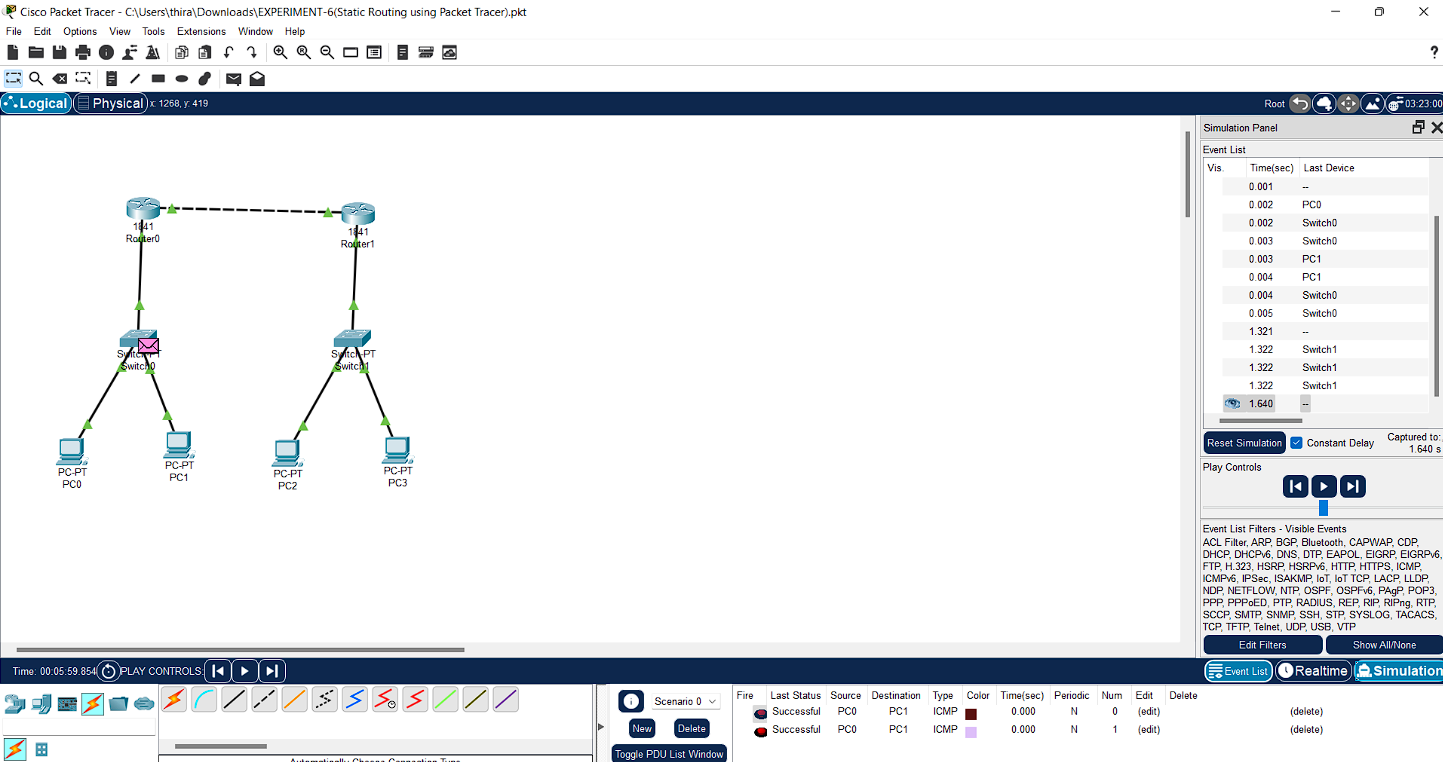 Cisco Packet Tracer - C:\Users\thira\Downloads\EXPERIMENT-6(Static Routing using Packet Tracer).pkt
File Edit Options View Tools Extensions Window Help
?
Logical Physical x: 1268, y: 419 Root 03:23:00
Simulation Panel
Event List
Vis. Time(sec) Last Device
0.001 --
0.002 PC0
0.002 Switch0
0.003 Switch0
0.003 PC1
0.004 PC1
0.004 Switch0
0.005 Switch0
1.321 --
1.322 Switch1
1.322 Switch1
1.322 Switch1
1.640 --
Reset Simulation Constant Delay Captured to:
1.640 s
Play Controls
Event List Filters - Visible Events
ACL Filter, ARP, BGP, Bluetooth, CAPWAP, CDP,
DHCP, DHCPv6, DNS, DTP, EAPOL, EIGRP, EIGRPv6,
FTP, H.323, HSRP, HSRPv6, HTTP, HTTPS, ICMP,
ICMPv6, IPSec, ISAKMP, IoT, IoT TCP, LACP, LLDP,
NDP, NETFLOW, NTP, OSPF, OSPFv6, PAgP, POP3,
PPP, PPPoED, PTP, RADIUS, REP, RIP, RIPng, RTP,
SCCP, SMTP, SNMP, SSH, STP, SYSLOG, TACACS,
TCP, TFTP, Telnet, UDP, USB, VTP
Edit Filters Show All/None
1841
Router0
1841
Router1
Switch-PT
Switch0
Switch-PT
Switch1
PC-PT
PC0
PC-PT
PC1
PC-PT
PC2
PC-PT
PC3
Time: 00:05:59.854 PLAY CONTROLS: Event List Realtime Simulation
Scenario 0
New Delete
Toggle PDU List Window
Fire Last Status Source Destination Type Color Time(sec) Periodic Num Edit Delete
Successful PC0 PC1 ICMP 0.000 N 0 (edit) (delete)
Successful PC0 PC1 ICMP 0.000 N 1 (edit) (delete)
Automatically Choose Connection Type